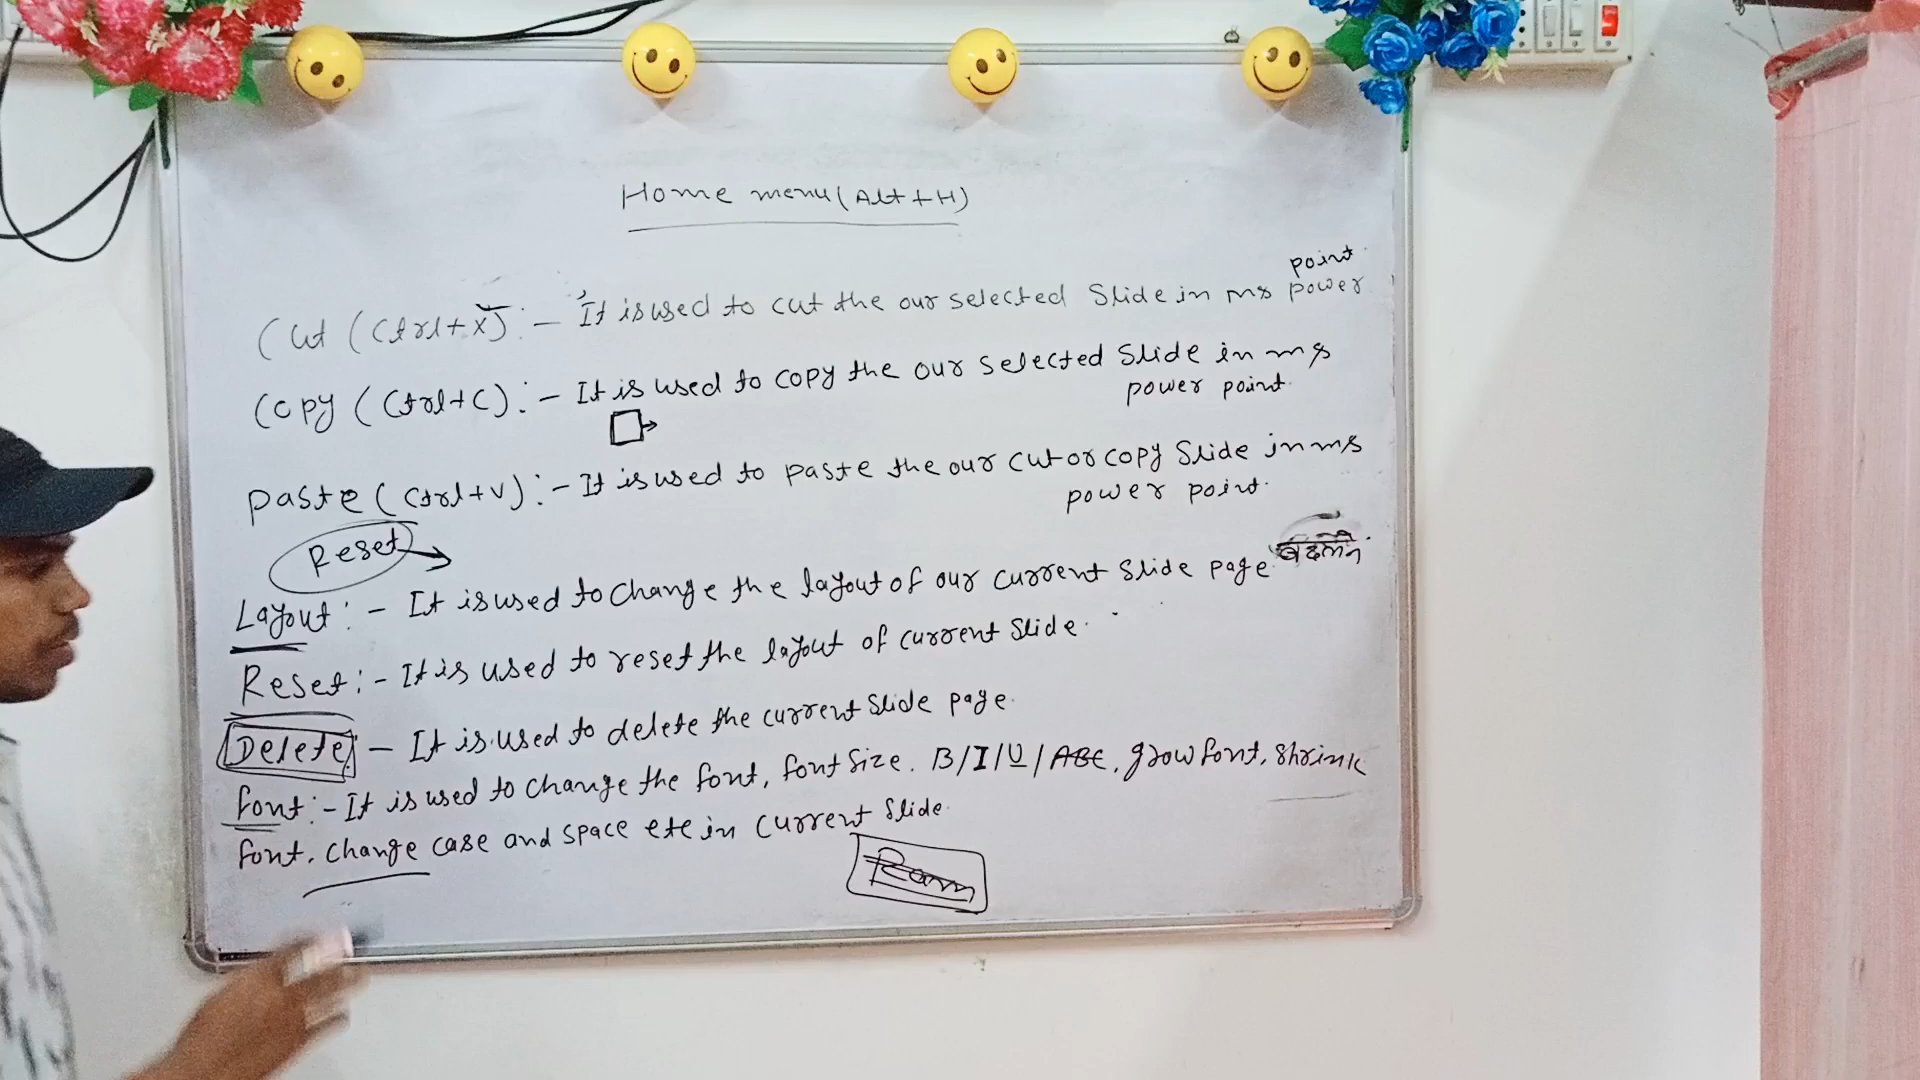 Home menu (Alt+H)
Cut (Ctrl+X) :- It is used to cut the our selected Slide in ms power
point.
Copy (Ctrl+C) :- It is used to copy the our selected Slide in ms
power point.
paste (Ctrl+V) :- It is used to paste the our cut or copy Slide in ms
power point.
Reset →
Layout :- It is used to change the layout of our current slide page. बदलने
Reset :- It is used to reset the layout of current slide.
Delete :- It is used to delete the current slide page.
font :- It is used to change the font, font size. B/I/U/ABC, grow font, shrink
font, change case and space etc in current slide.
Ram